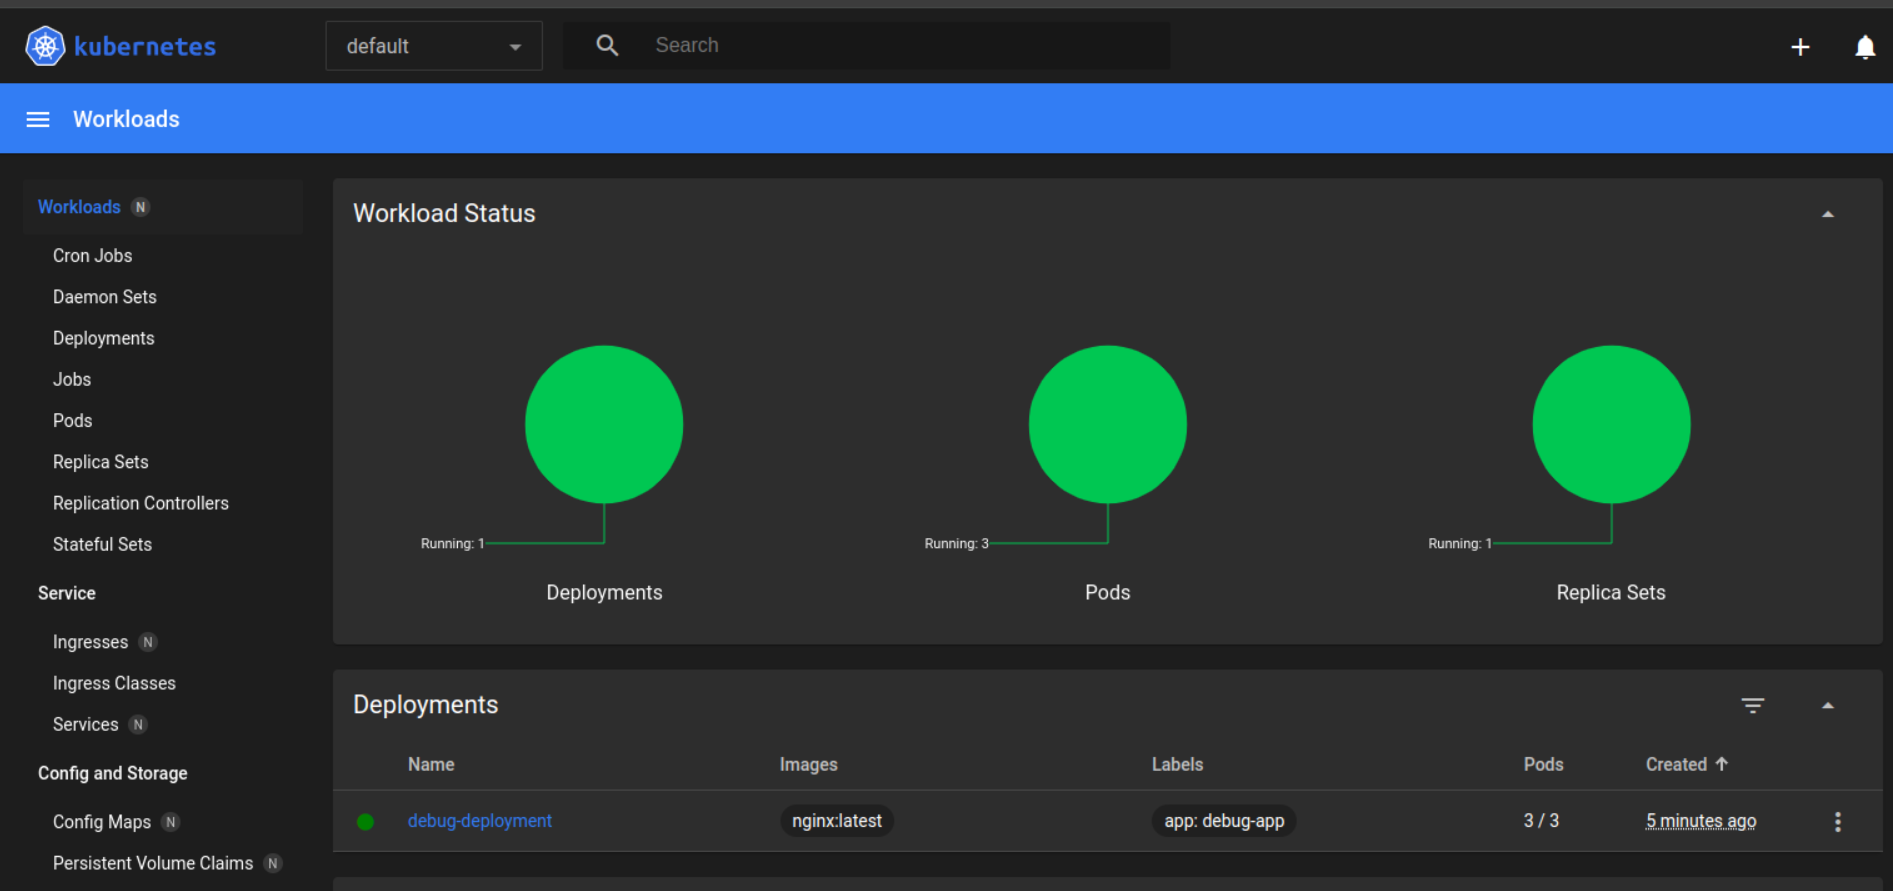 kubernetes
default
Search
Workloads
Workloads N
Cron Jobs
Daemon Sets
Deployments
Jobs
Pods
Replica Sets
Replication Controllers
Stateful Sets
Service
Ingresses N
Ingress Classes
Services N
Config and Storage
Config Maps N
Persistent Volume Claims N
Workload Status
Running: 1
Deployments
Running: 3
Pods
Running: 1
Replica Sets
Deployments
Name Images Labels Pods Created
debug-deployment nginx:latest app: debug-app 3 / 3 5 minutes ago